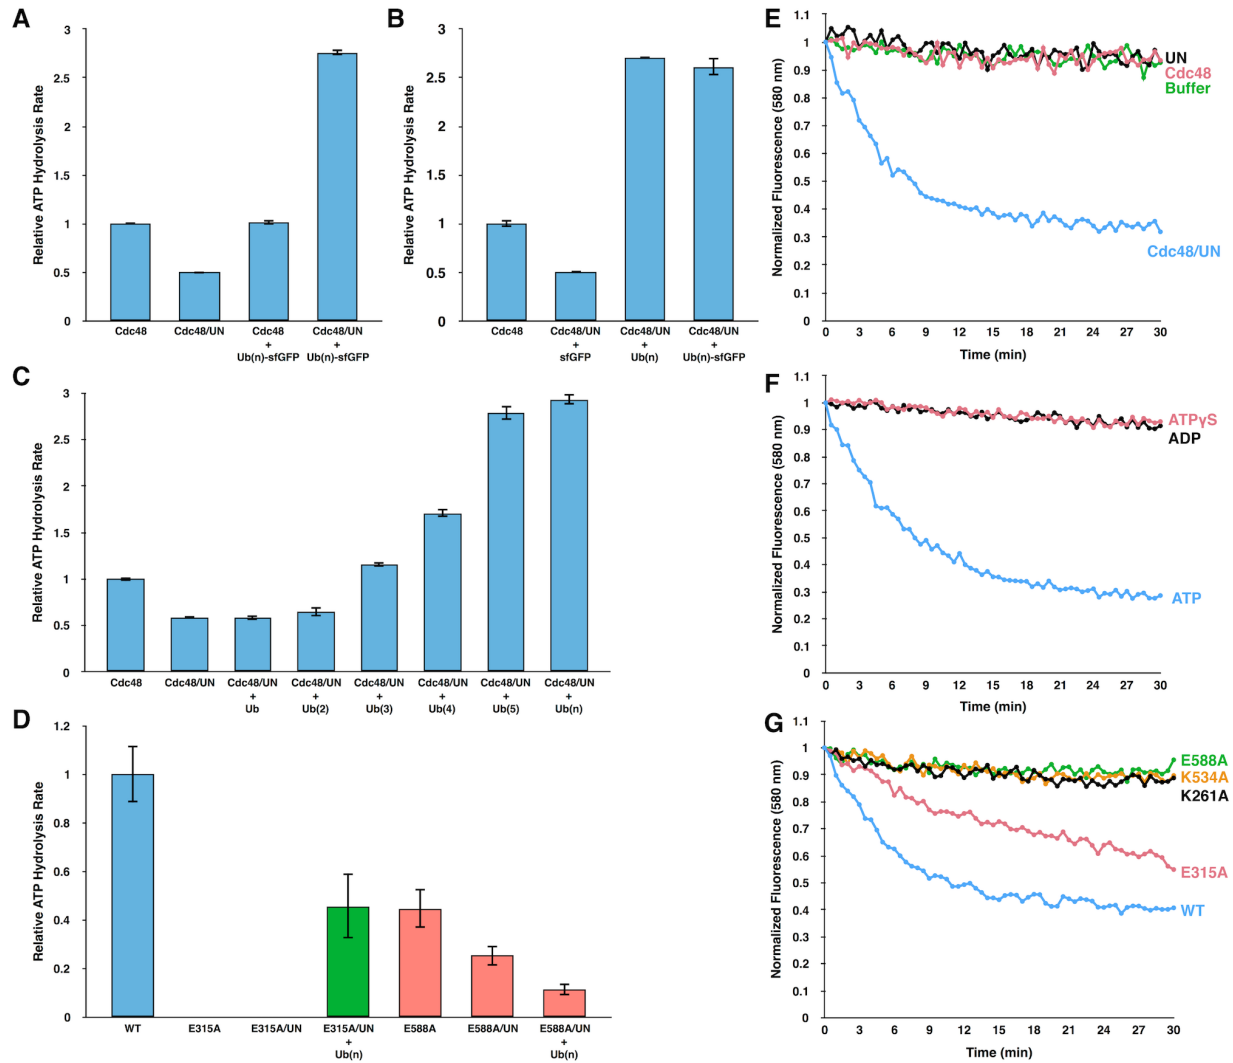 A
Relative ATP Hydrolysis Rate
3
2.5
2
1.5
1
0.5
0
Cdc48
Cdc48/UN
Cdc48
+
Ub(n)-sfGFP
Cdc48/UN
+
Ub(n)-sfGFP
B
Relative ATP Hydrolysis Rate
3
2.5
2
1.5
1
0.5
0
Cdc48
Cdc48/UN
+
sfGFP
Cdc48/UN
+
Ub(n)
Cdc48/UN
+
Ub(n)-sfGFP
C
Relative ATP Hydrolysis Rate
3
2.5
2
1.5
1
0.5
0
Cdc48
Cdc48/UN
Cdc48/UN
+
Ub
Cdc48/UN
+
Ub(2)
Cdc48/UN
+
Ub(3)
Cdc48/UN
+
Ub(4)
Cdc48/UN
+
Ub(5)
Cdc48/UN
+
Ub(n)
D
Relative ATP Hydrolysis Rate
1.2
1
0.8
0.6
0.4
0.2
0
WT
E315A
E315A/UN
E315A/UN
+
Ub(n)
E588A
E588A/UN
E588A/UN
+
Ub(n)
E
Normalized Fluorescence (580 nm)
1.1
1
0.9
0.8
0.7
0.6
0.5
0.4
0.3
0.2
0.1
0
0 3 6 9 12 15 18 21 24 27 30
Time (min)
UN
Cdc48
Buffer
Cdc48/UN
F
Normalized Fluorescence (580 nm)
1.1
1
0.9
0.8
0.7
0.6
0.5
0.4
0.3
0.2
0.1
0
0 3 6 9 12 15 18 21 24 27 30
Time (min)
ATPγS
ADP
ATP
G
Normalized Fluorescence (580 nm)
1.1
1
0.9
0.8
0.7
0.6
0.5
0.4
0.3
0.2
0.1
0
0 3 6 9 12 15 18 21 24 27 30
Time (min)
E588A
K534A
K261A
E315A
WT